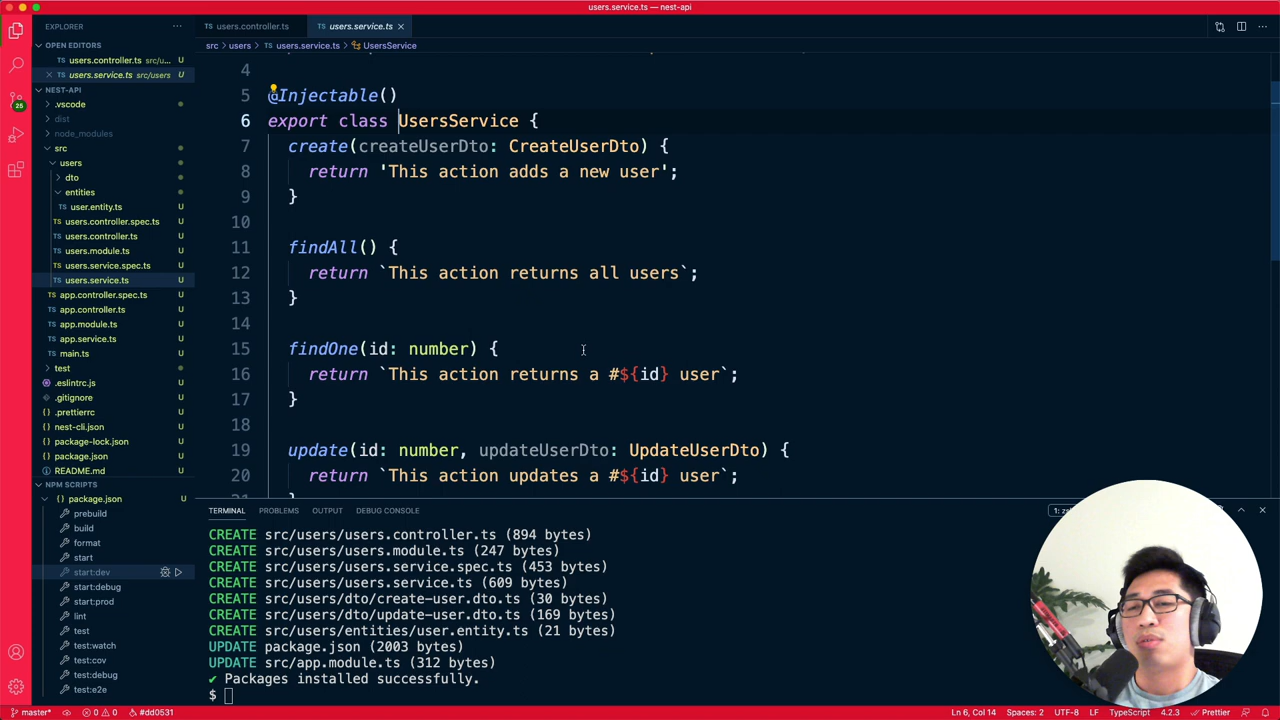 users.service.ts — nest-api
EXPLORER
OPEN EDITORS
users.controller.ts src/u...
users.service.ts src/users U
NEST-API
.vscode
dist
node_modules
src
users
dto
entities
user.entity.ts U
users.controller.spec.ts U
users.controller.ts U
users.module.ts U
users.service.spec.ts U
users.service.ts U
app.controller.spec.ts U
app.controller.ts U
app.module.ts U
app.service.ts U
main.ts U
test
.eslintrc.js U
.gitignore U
.prettierrc U
nest-cli.json U
package-lock.json U
package.json U
README.md U
NPM SCRIPTS
package.json
prebuild
build
format
start
start:dev
start:debug
start:prod
lint
test
test:watch
test:cov
test:debug
test:e2e
25
TS users.controller.ts
TS users.service.ts
src > users > TS users.service.ts > UsersService
4
5 @Injectable()
6 export class UsersService {
7 create(createUserDto: CreateUserDto) {
8 return 'This action adds a new user';
9 }
10
11 findAll() {
12 return `This action returns all users`;
13 }
14
15 findOne(id: number) {
16 return `This action returns a #${id} user`;
17 }
18
19 update(id: number, updateUserDto: UpdateUserDto) {
20 return `This action updates a #${id} user`;
TERMINAL PROBLEMS OUTPUT DEBUG CONSOLE
CREATE src/users/users.controller.ts (894 bytes)
CREATE src/users/users.module.ts (247 bytes)
CREATE src/users/users.service.spec.ts (453 bytes)
CREATE src/users/users.service.ts (609 bytes)
CREATE src/users/dto/create-user.dto.ts (30 bytes)
CREATE src/users/dto/update-user.dto.ts (169 bytes)
CREATE src/users/entities/user.entity.ts (21 bytes)
UPDATE package.json (2003 bytes)
UPDATE src/app.module.ts (312 bytes)
✔ Packages installed successfully.
$
master* 0 0 #dd0531 Ln 6, Col 14 Spaces: 2 UTF-8 LF TypeScript 4.2.3 Prettier